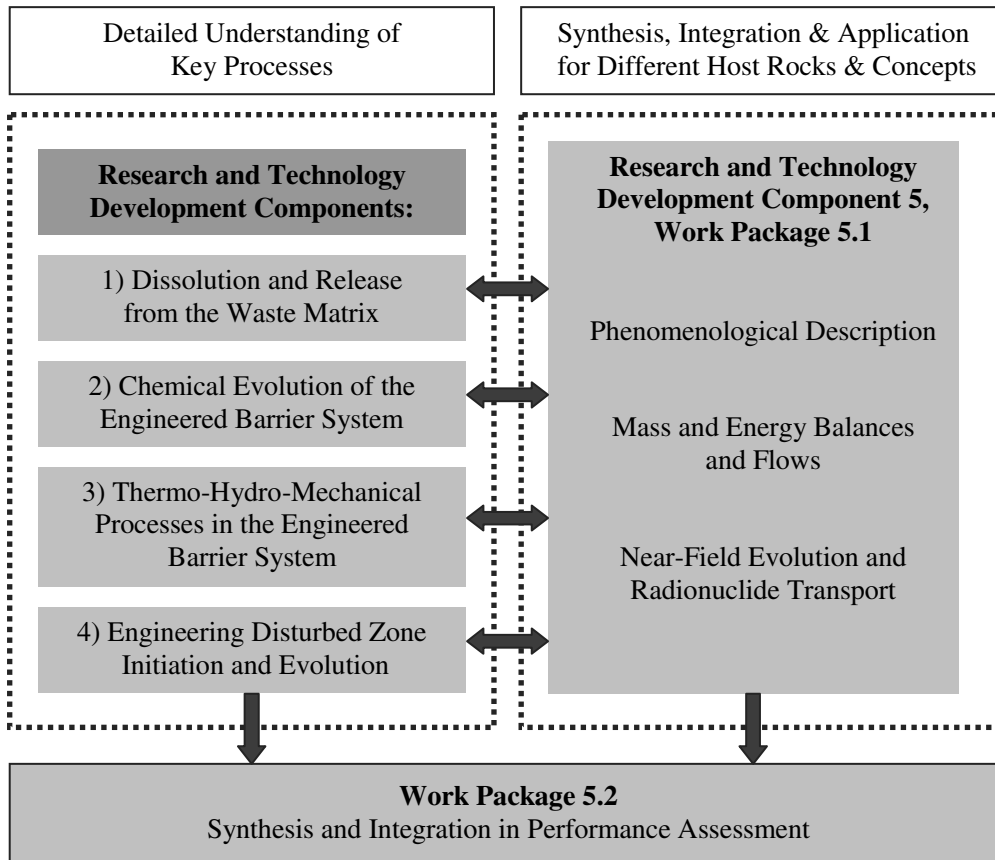 Detailed Understanding of
Key Processes
Synthesis, Integration & Application
for Different Host Rocks & Concepts
Research and Technology
Development Components:
1) Dissolution and Release
from the Waste Matrix
2) Chemical Evolution of the
Engineered Barrier System
3) Thermo-Hydro-Mechanical
Processes in the Engineered
Barrier System
4) Engineering Disturbed Zone
Initiation and Evolution
Research and Technology
Development Component 5,
Work Package 5.1
Phenomenological Description
Mass and Energy Balances
and Flows
Near-Field Evolution and
Radionuclide Transport
Work Package 5.2
Synthesis and Integration in Performance Assessment